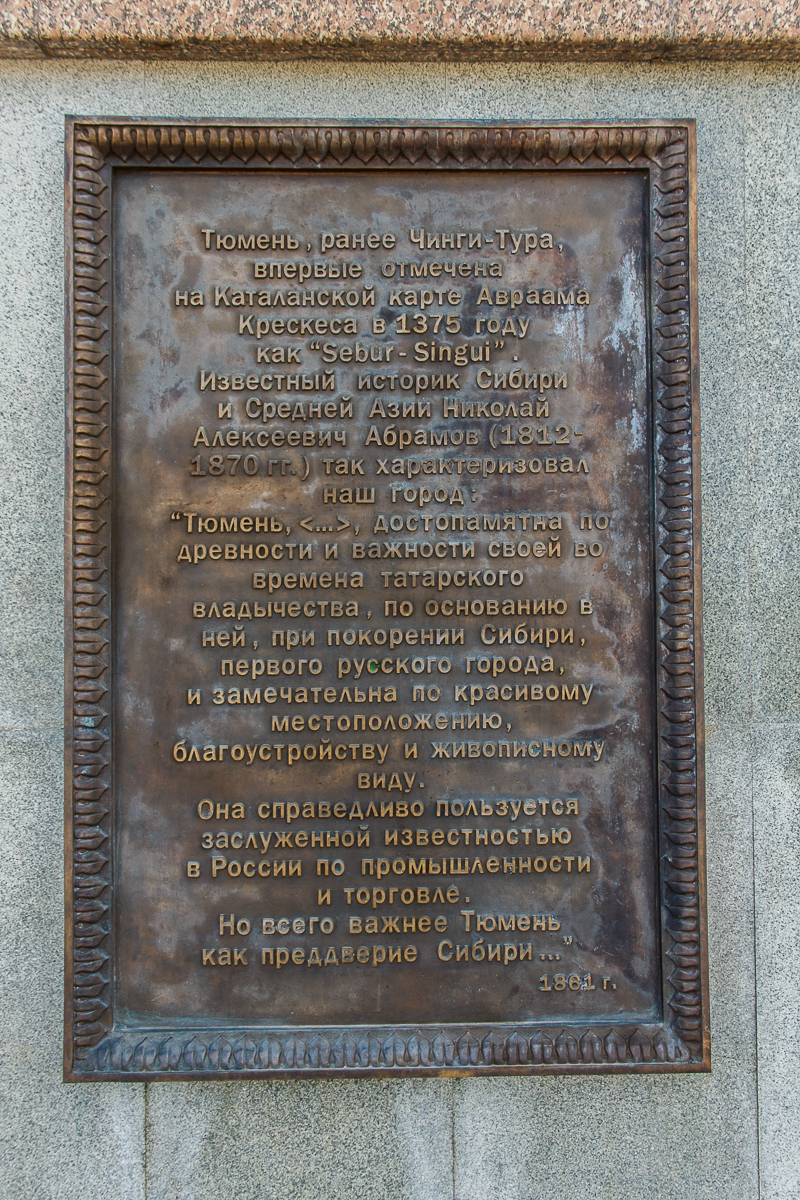 Тюмень, ранее Чинги-Тура,
впервые отмечена
на Каталанской карте Авраама
Крескеса в 1375 году
как “Sebur-Singui”.
Известный историк Сибири
и Средней Азии Николай
Алексеевич Абрамов (1812-
1870 гг.) так характеризовал
наш город:
“Тюмень, <...>, достопамятна по
древности и важности своей во
времена татарского
владычества, по основанию в
ней, при покорении Сибири,
первого русского города,
и замечательна по красивому
местоположению,
благоустройству и живописному
виду.
Она справедливо пользуется
заслуженной известностью
в России по промышленности
и торговле.
Но всего важнее Тюмень
как преддверие Сибири...”
1861 г.